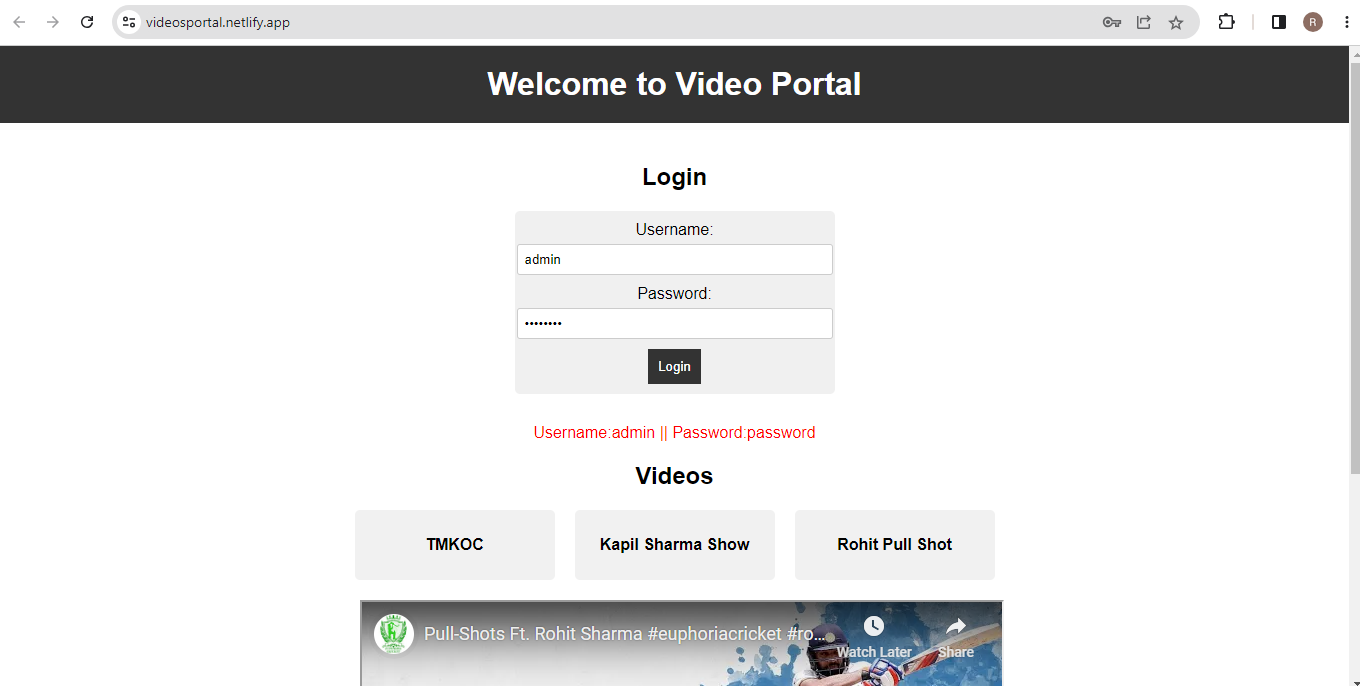 videosportal.netlify.app
R
Welcome to Video Portal
Login
Username:
admin
Password:
••••••••
Login
Username:admin || Password:password
Videos
TMKOC
Kapil Sharma Show
Rohit Pull Shot
Pull-Shots Ft. Rohit Sharma #euphoriacricket #ro...
Watch Later
Share